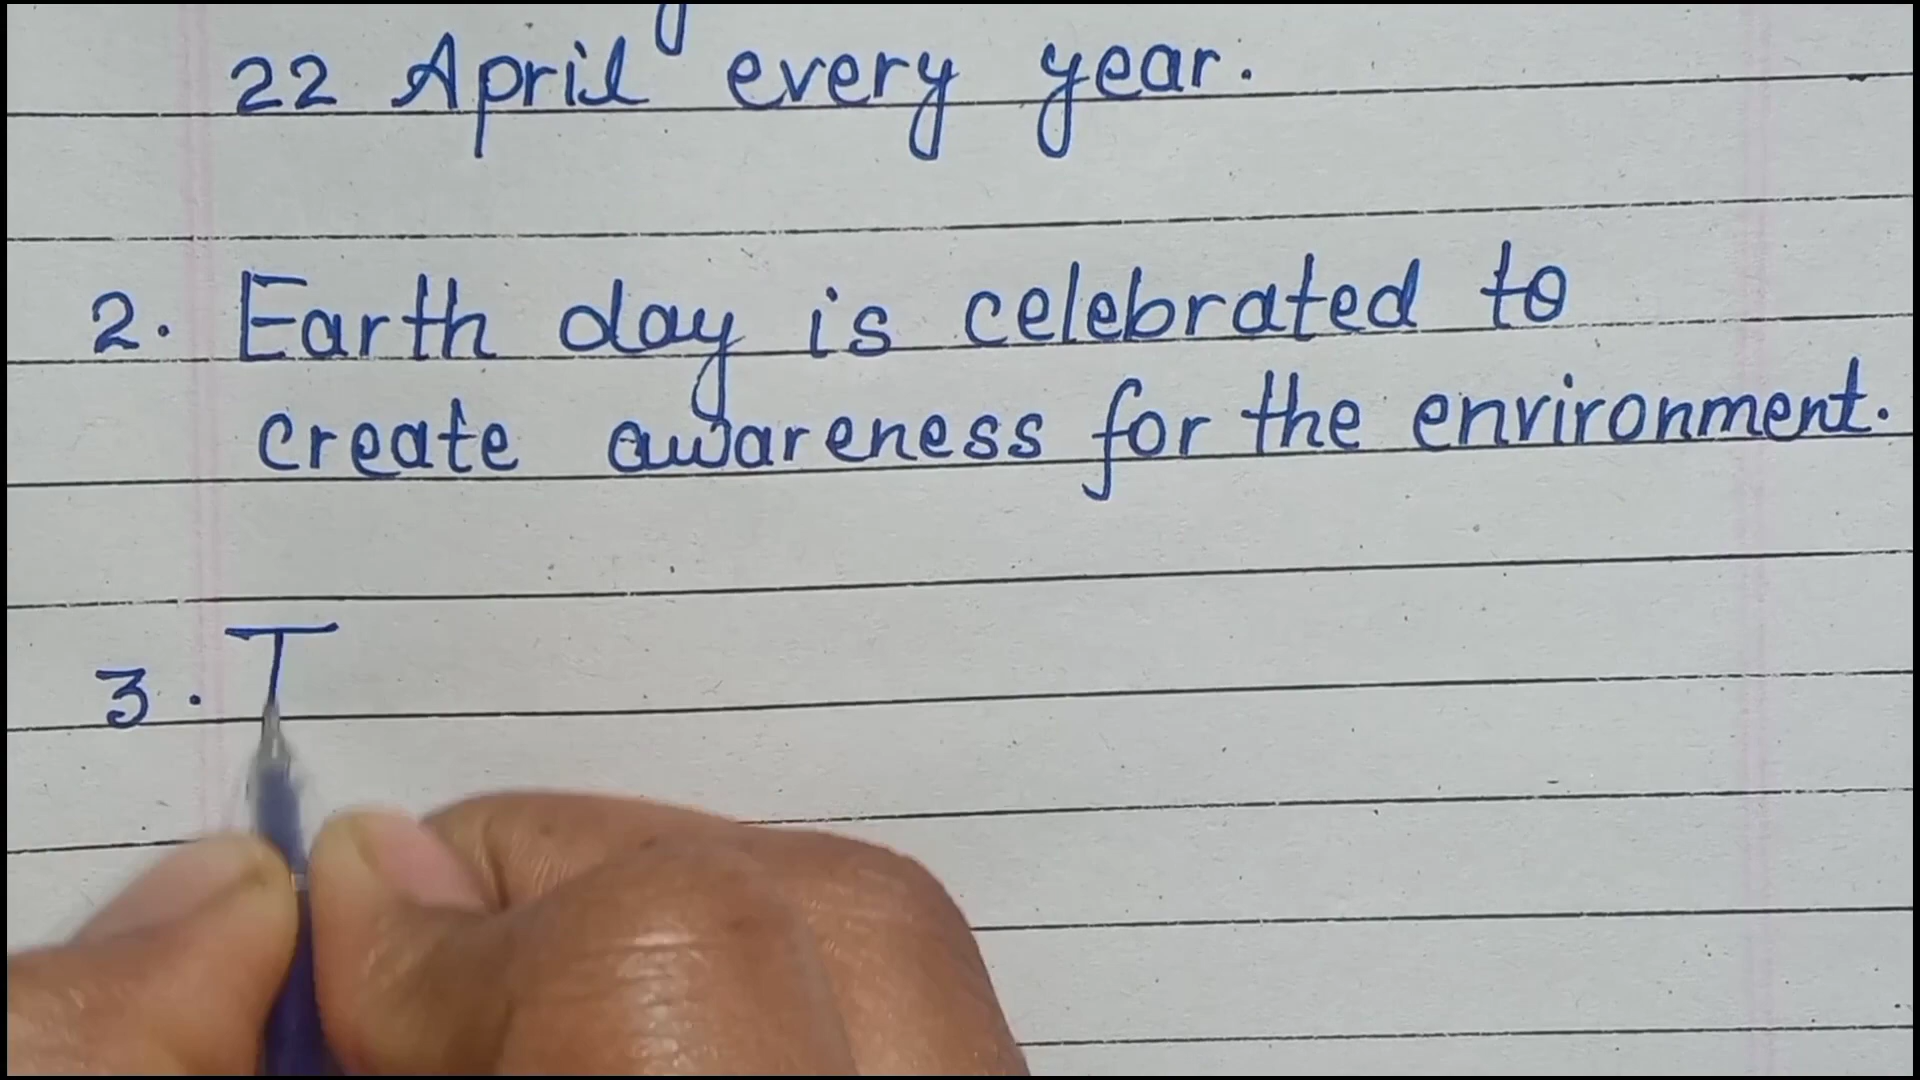 22 April every year.
2. Earth day is celebrated to
create awareness for the environment.
3. T